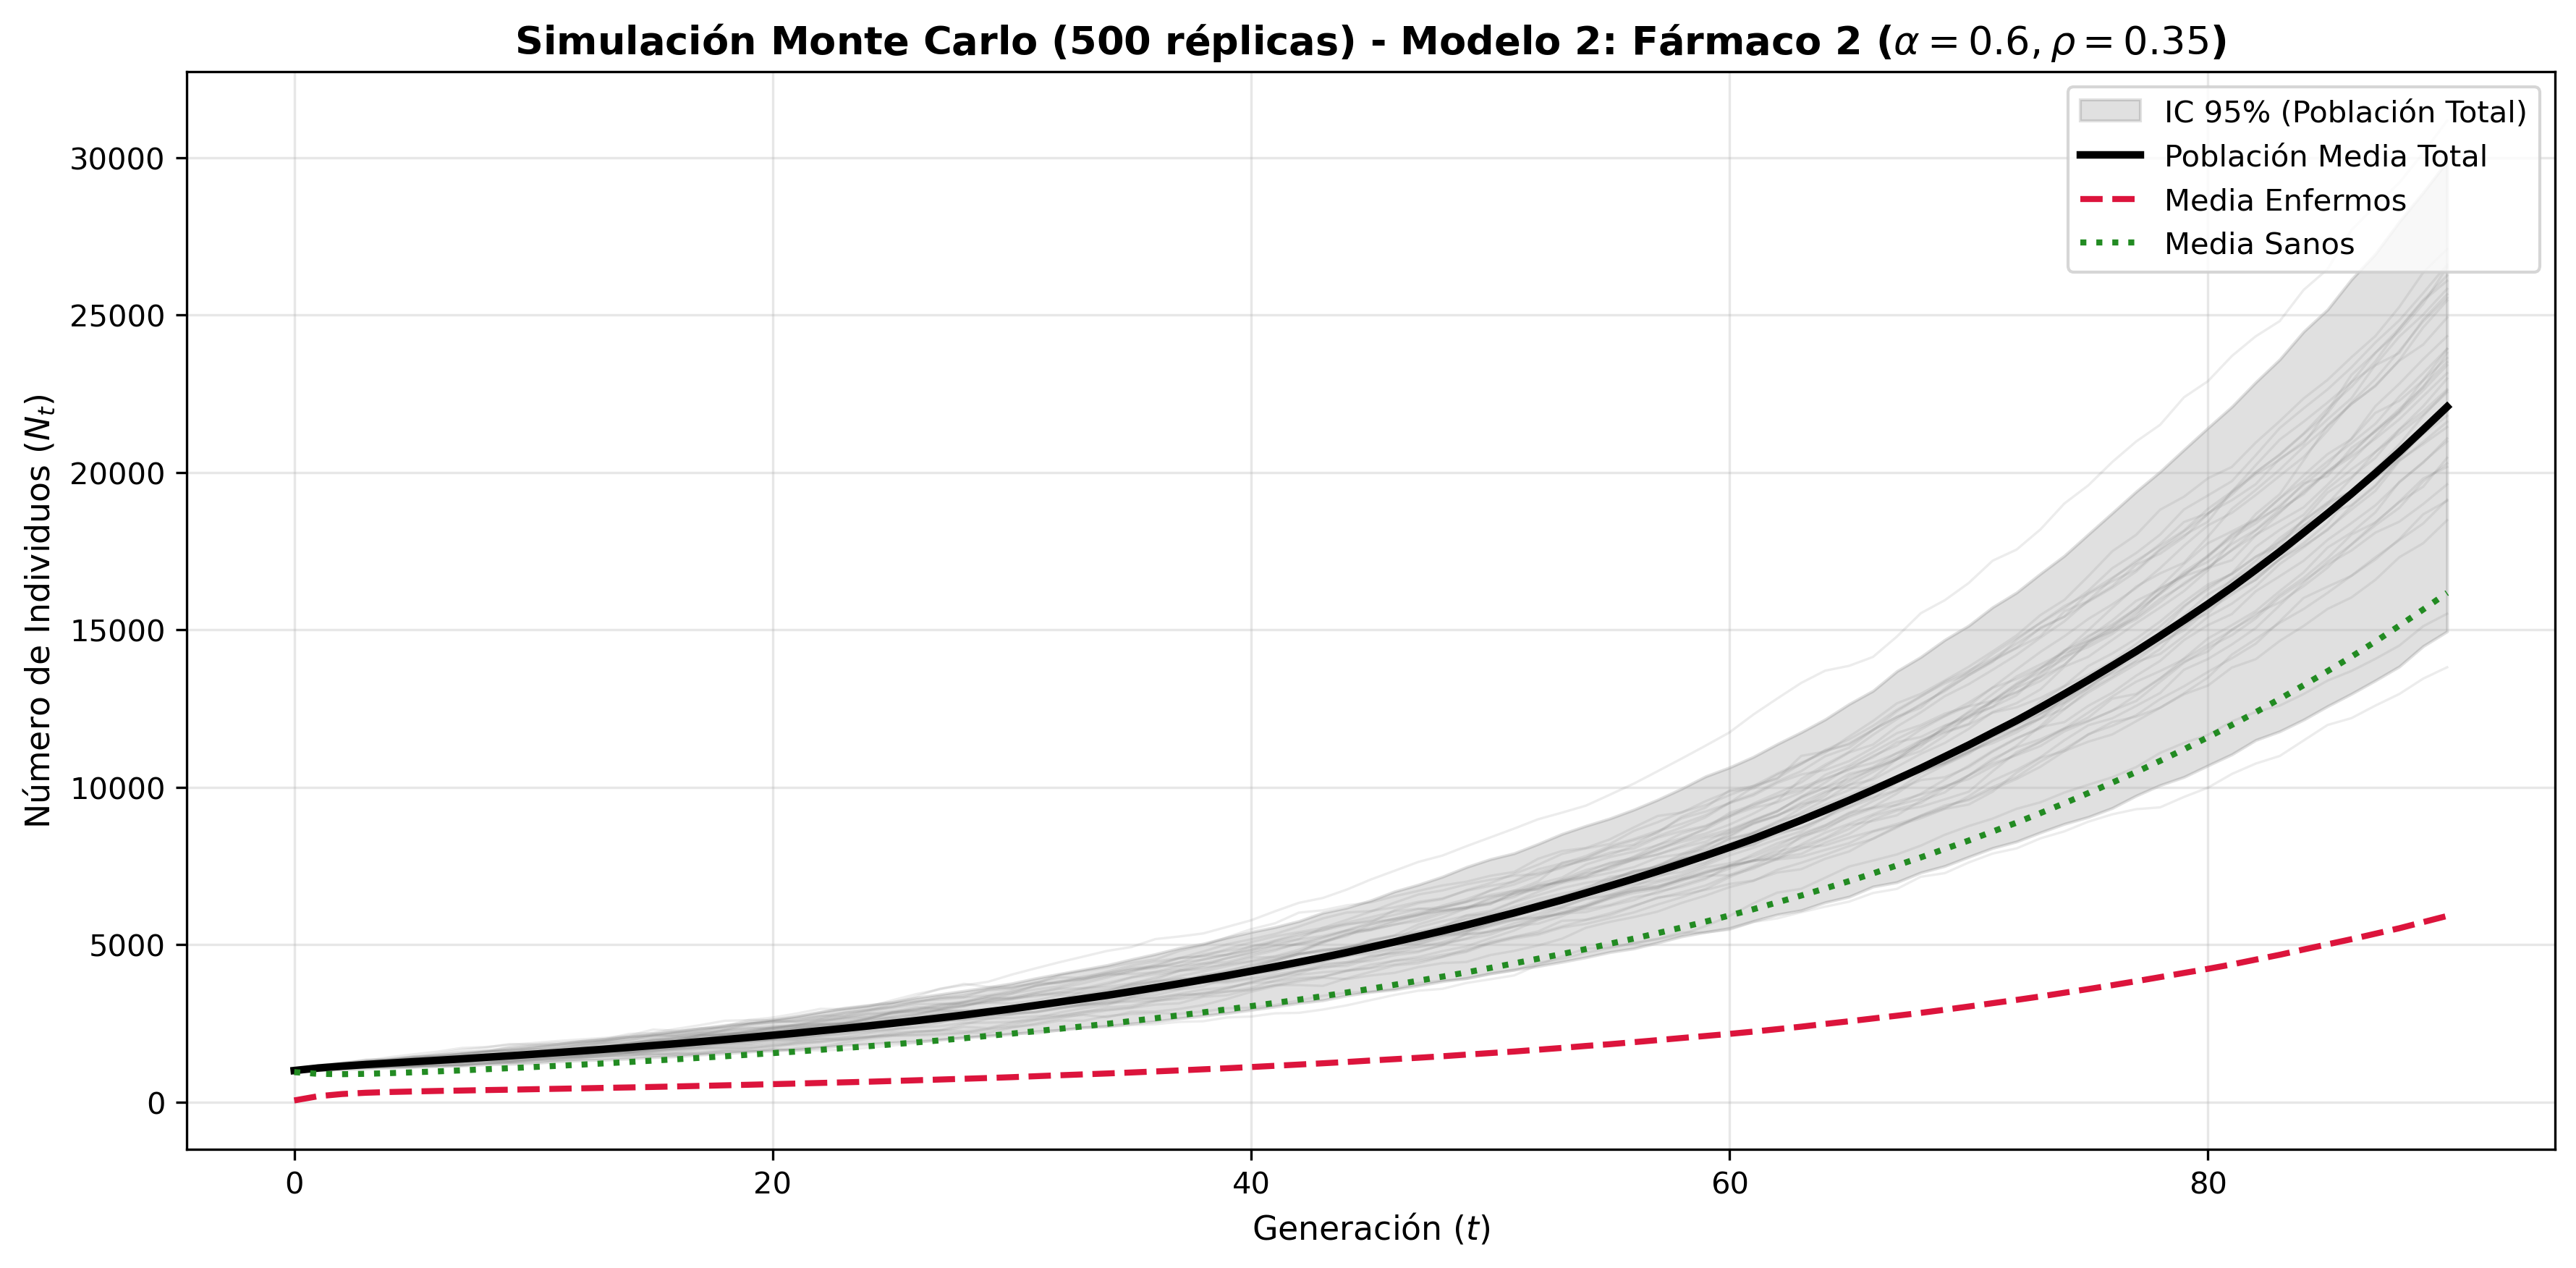 Simulación Monte Carlo (500 réplicas) - Modelo 2: Fármaco 2 (α = 0.6, ρ = 0.35)
IC 95% (Población Total)
Población Media Total
Media Enfermos
Media Sanos
30000
25000
20000
15000
10000
5000
0
Número de Individuos (Nₜ)
0 20 40 60 80
Generación (t)